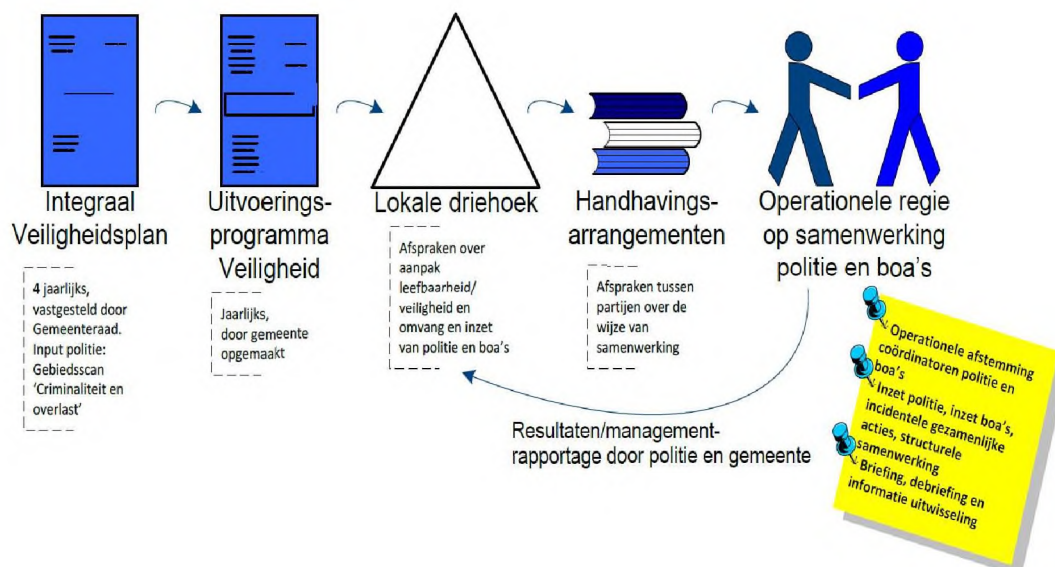 Integraal
Veiligheidsplan
4 jaarlijks,
vastgesteld door
Gemeenteraad.
Input politie:
Gebiedsscan
‘Criminaliteit en
overlast’
Uitvoerings-
programma
Veiligheid
Jaarlijks,
door gemeente
opgemaakt
Lokale driehoek
Afspraken over
aanpak
leefbaarheid/
veiligheid en
omvang en inzet
van politie en boa’s
Handhavings-
arrangementen
Afspraken tussen
partijen over de
wijze van
samenwerking
Operationele regie
op samenwerking
politie en boa’s
Operationele afstemming
coördinatoren politie en
boa’s
Inzet politie, inzet boa’s,
incidentele gezamenlijke
acties, structurele
samenwerking
Briefing, debriefing en
informatie uitwisseling
Resultaten/management-
rapportage door politie en gemeente